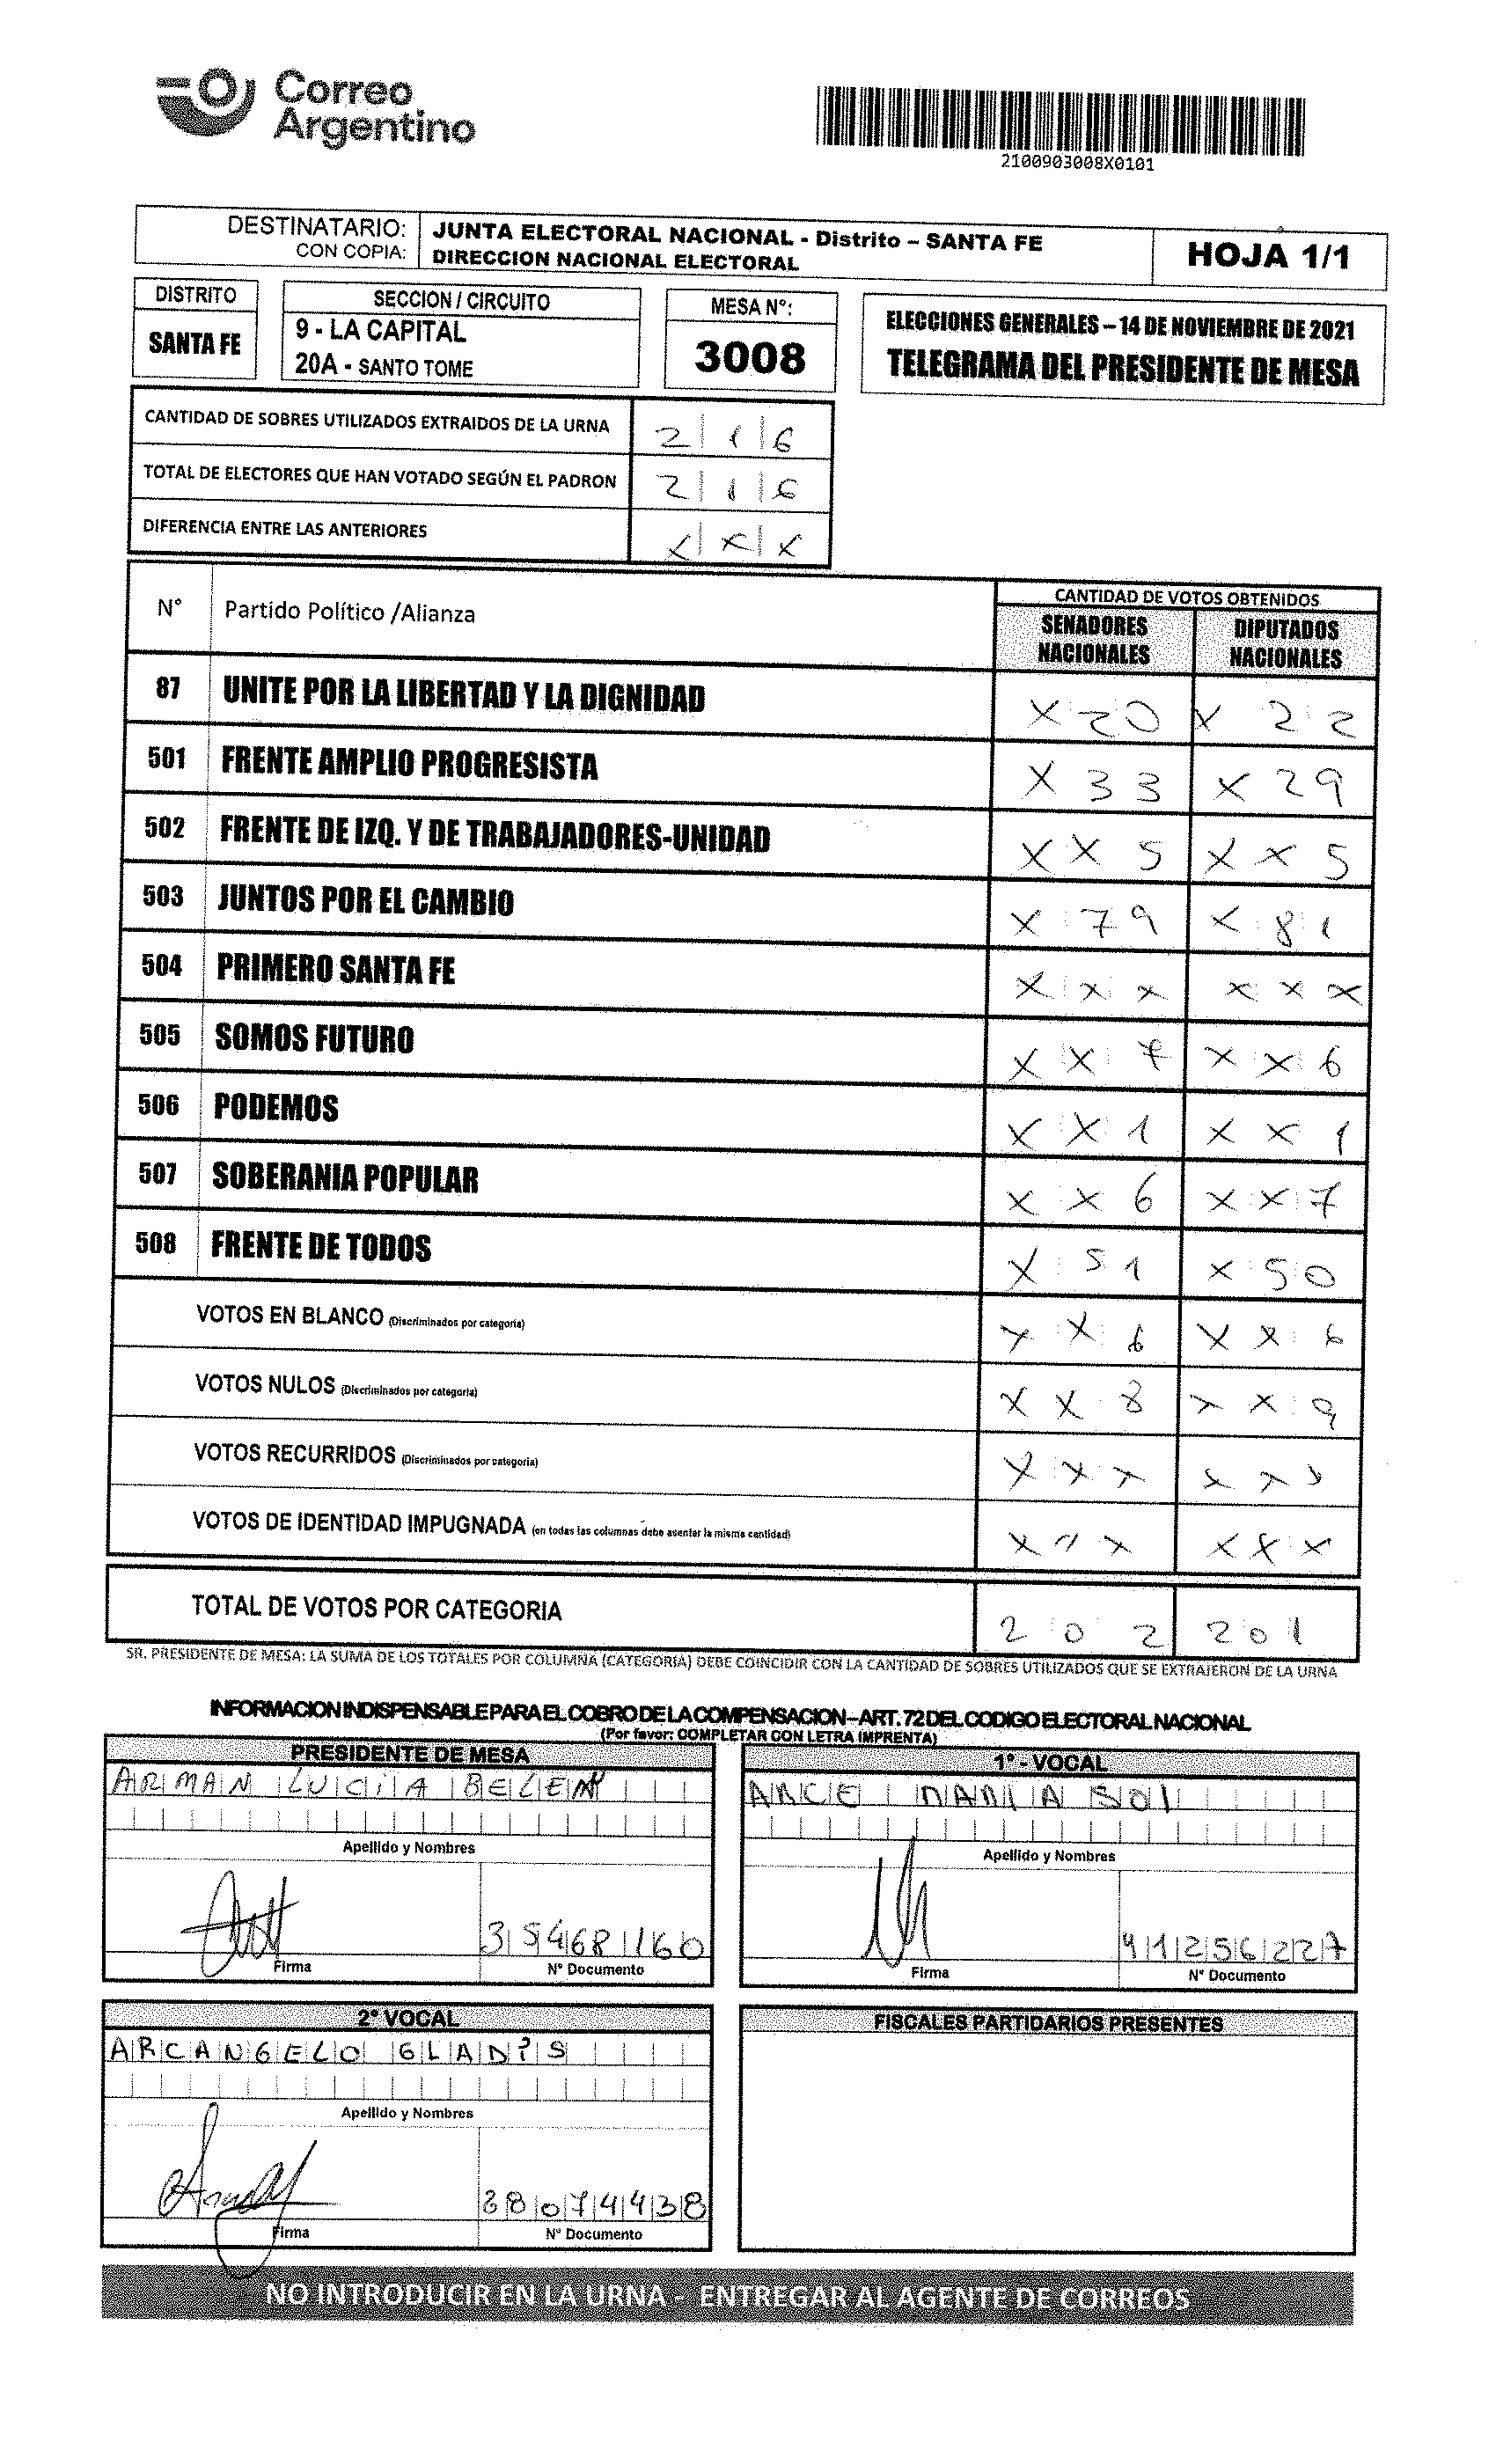 Correo
Argentino
2100903008X0101
DESTINATARIO: JUNTA ELECTORAL NACIONAL - Distrito – SANTA FE
CON COPIA: DIRECCION NACIONAL ELECTORAL
HOJA 1/1
DISTRITO
SANTA FE
SECCION / CIRCUITO
9 - LA CAPITAL
20A - SANTO TOME
MESA N°:
3008
ELECCIONES GENERALES – 14 DE NOVIEMBRE DE 2021
TELEGRAMA DEL PRESIDENTE DE MESA
CANTIDAD DE SOBRES UTILIZADOS EXTRAIDOS DE LA URNA 2 1 6
TOTAL DE ELECTORES QUE HAN VOTADO SEGÚN EL PADRON 2 1 6
DIFERENCIA ENTRE LAS ANTERIORES X X X
N° Partido Político /Alianza
CANTIDAD DE VOTOS OBTENIDOS
SENADORES NACIONALES
DIPUTADOS NACIONALES
87 UNITE POR LA LIBERTAD Y LA DIGNIDAD X 2 0 X 2 2
501 FRENTE AMPLIO PROGRESISTA X 3 3 X 2 9
502 FRENTE DE IZQ. Y DE TRABAJADORES-UNIDAD X X 5 X X 5
503 JUNTOS POR EL CAMBIO X 7 9 X 8 1
504 PRIMERO SANTA FE X X X X X X
505 SOMOS FUTURO X X 7 X X 6
506 PODEMOS X X 1 X X 1
507 SOBERANIA POPULAR X X 6 X X 7
508 FRENTE DE TODOS X 5 1 X 5 0
VOTOS EN BLANCO (Discriminados por categoria) X X 6 X X 6
VOTOS NULOS (Discriminados por categoria) X X 8 X X 9
VOTOS RECURRIDOS (Discriminados por categoria) X X X X X X
VOTOS DE IDENTIDAD IMPUGNADA (en todas las columnas debe asentar la misma cantidad) X X X X X X
TOTAL DE VOTOS POR CATEGORIA 2 0 2 2 0 1
SR. PRESIDENTE DE MESA: LA SUMA DE LOS TOTALES POR COLUMNA (CATEGORIA) DEBE COINCIDIR CON LA CANTIDAD DE SOBRES UTILIZADOS QUE SE EXTRAJERON DE LA URNA
INFORMACION INDISPENSABLE PARA EL COBRO DE LA COMPENSACION – ART. 72 DEL CODIGO ELECTORAL NACIONAL
(Por favor: COMPLETAR CON LETRA IMPRENTA)
PRESIDENTE DE MESA
ARMAN LUCIA BELEN
Apellido y Nombres
35468160
Firma N° Documento
1° - VOCAL
ARCE DANIA SOL
Apellido y Nombres
41256227
Firma N° Documento
2° VOCAL
ARCANGELO GLADYS
Apellido y Nombres
28074438
Firma N° Documento
FISCALES PARTIDARIOS PRESENTES
NO INTRODUCIR EN LA URNA - ENTREGAR AL AGENTE DE CORREOS